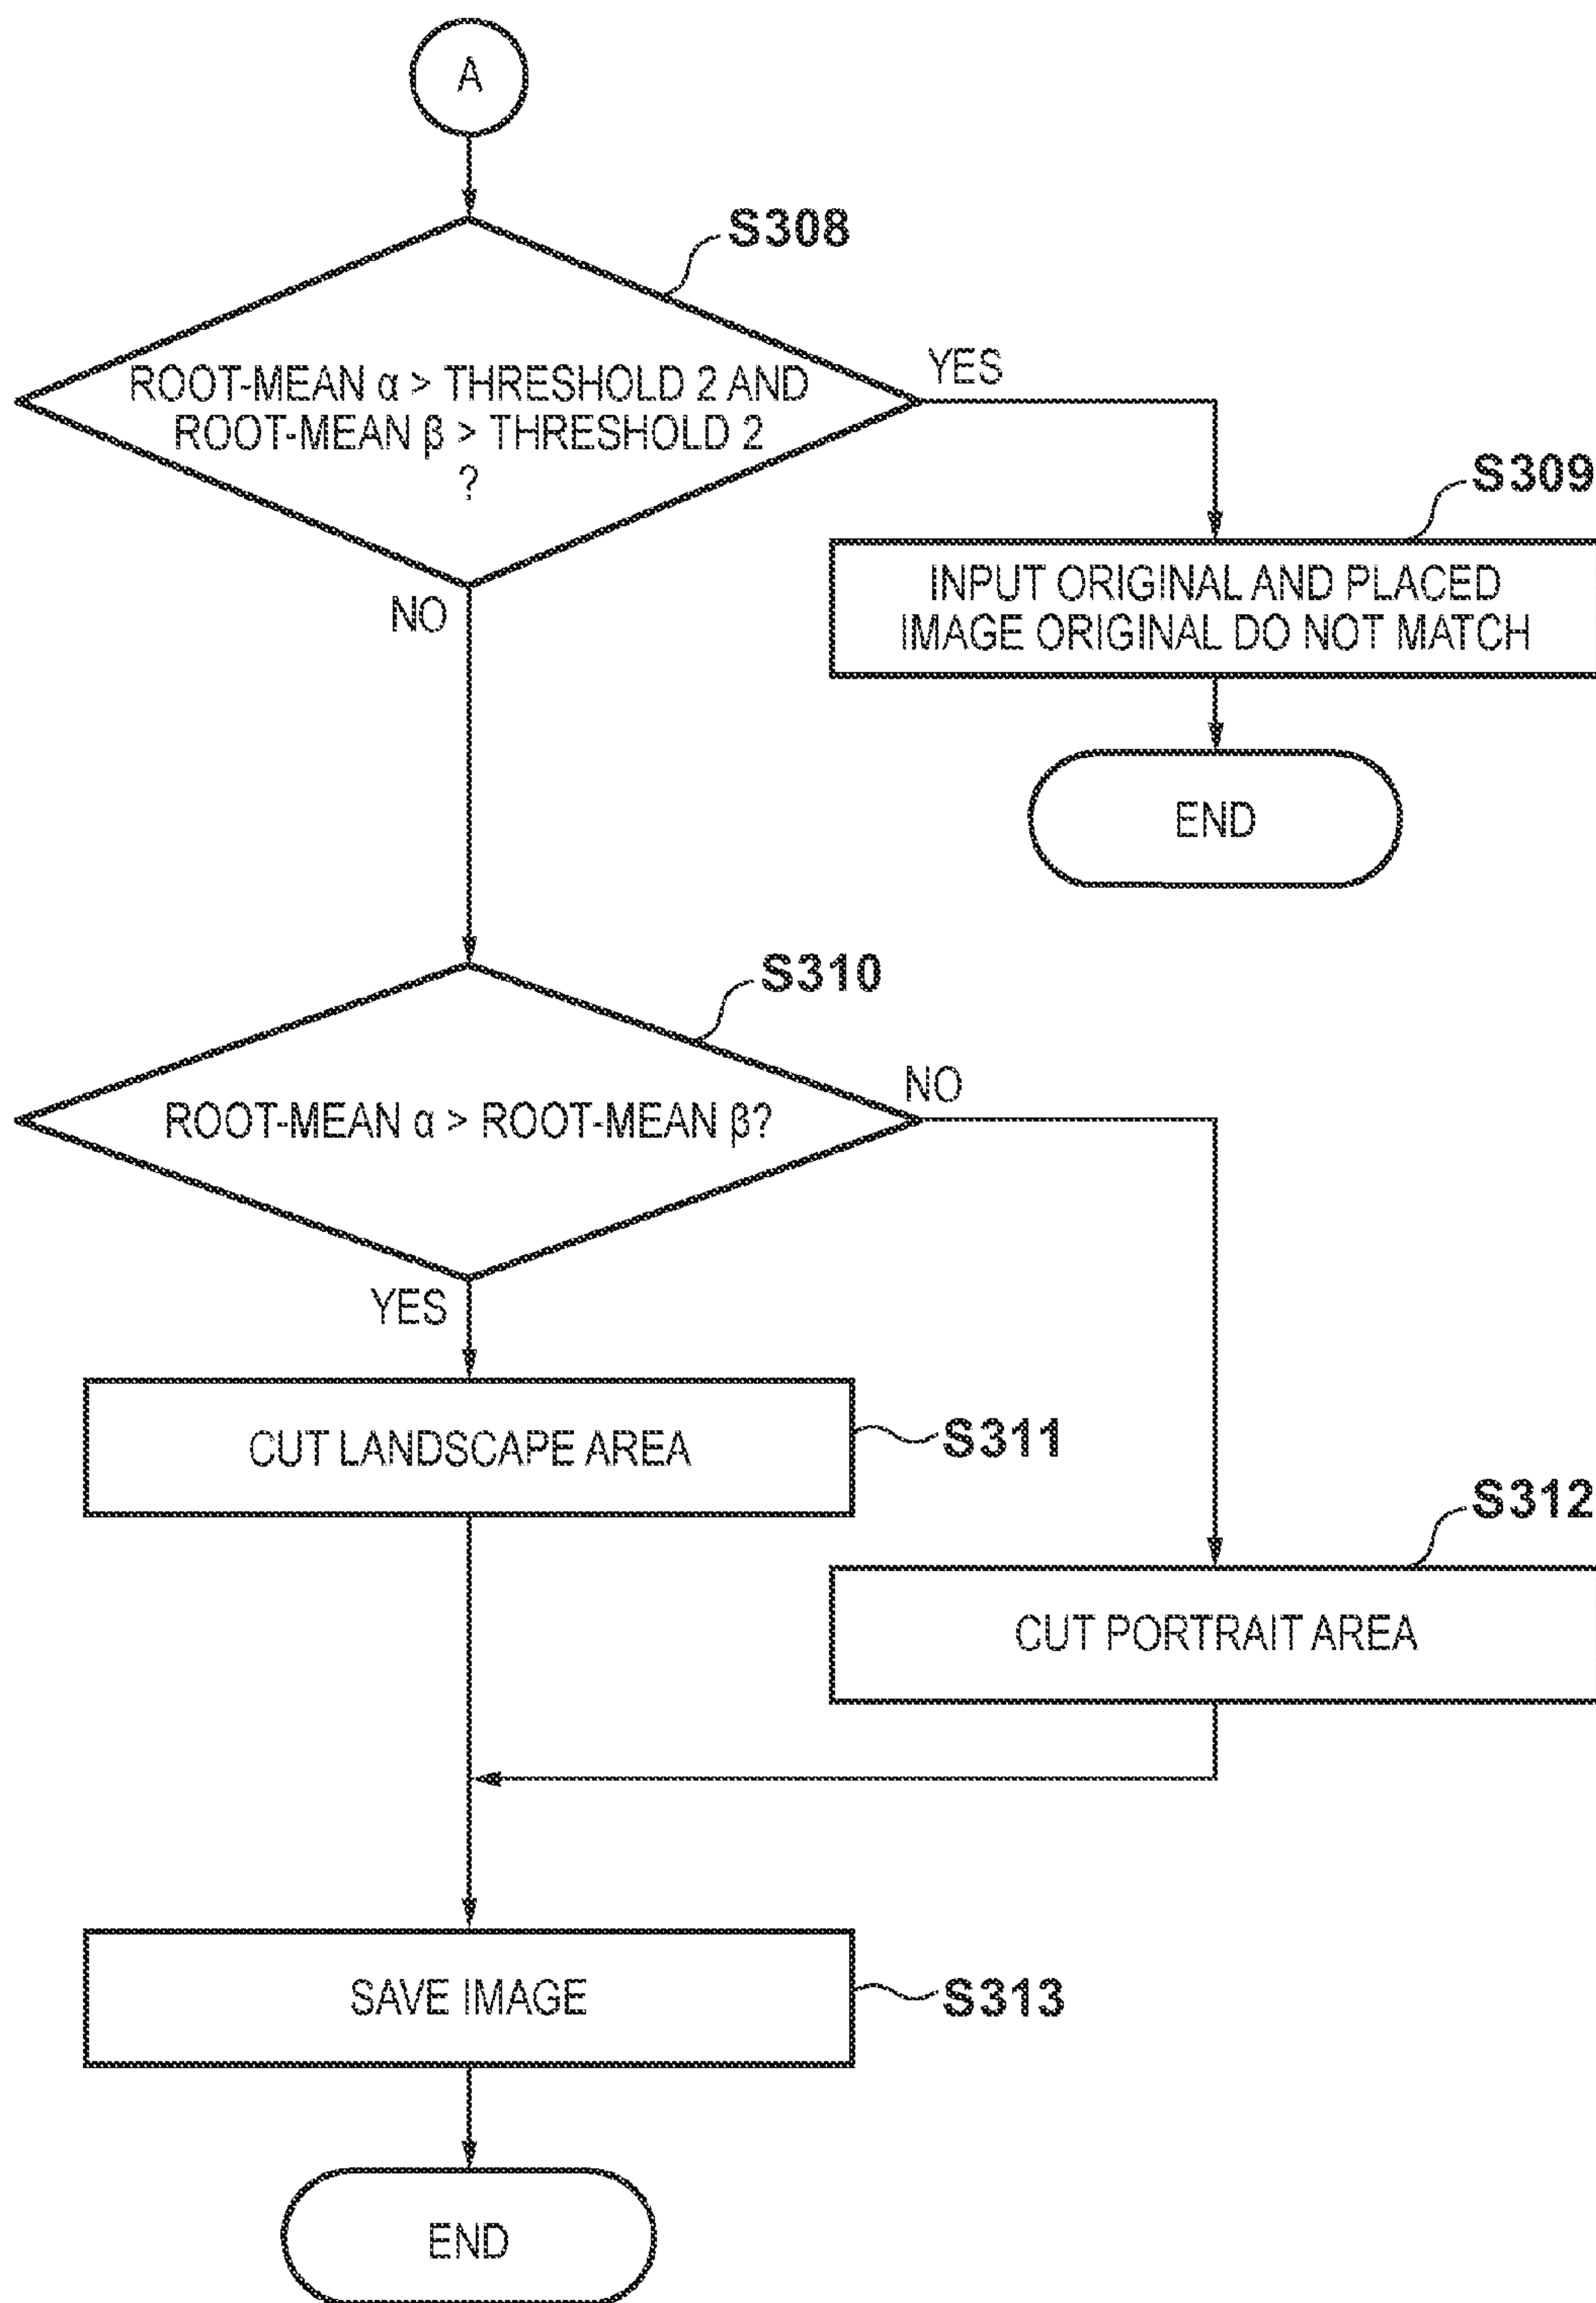 A
S308
ROOT-MEAN α > THRESHOLD 2 AND
ROOT-MEAN β > THRESHOLD 2
?
YES
NO
S309
INPUT ORIGINAL AND PLACED
IMAGE ORIGINAL DO NOT MATCH
END
S310
ROOT-MEAN α > ROOT-MEAN β?
NO
YES
CUT LANDSCAPE AREA
S311
S312
CUT PORTRAIT AREA
SAVE IMAGE
S313
END